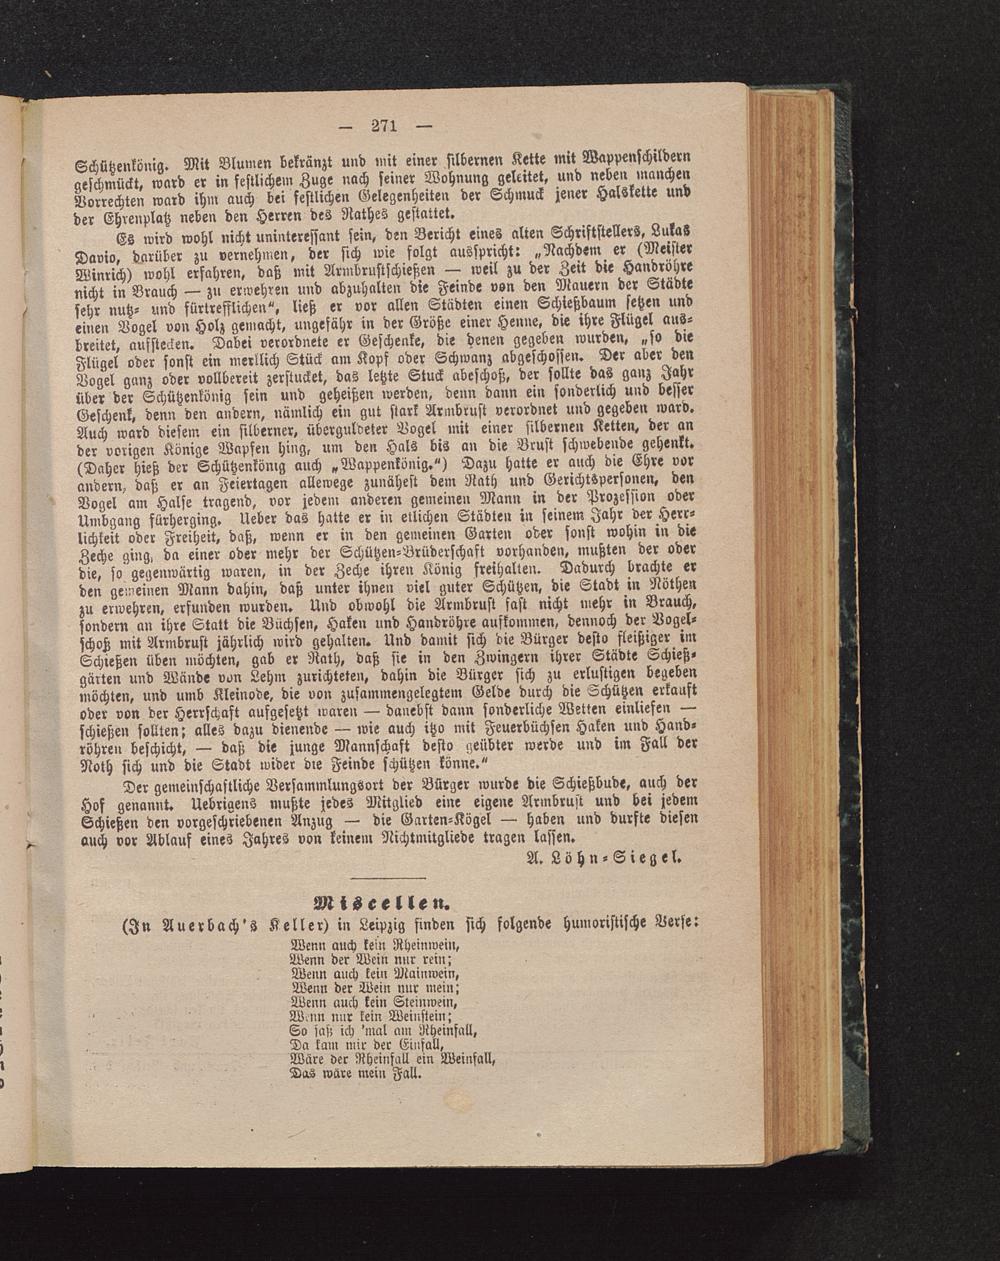 — 271 —
Schützenkönig. Mit Blumen bekränzt und mit einer silbernen Kette mit Wappenschildern
geschmückt, ward er in festlichem Zuge nach seiner Wohnung geleitet, und neben manchen
Vorrechten ward ihm auch bei festlichen Gelegenheiten der Schmuck jener Halskette und
der Ehrenplatz neben den Herren des Rathes gestattet.
Es wird wohl nicht uninteressant sein, den Bericht eines alten Schriftstellers, Lukas
David, darüber zu vernehmen, der sich wie folgt ausspricht: „Nachdem er (Meister
Winrich) wohl erfahren, daß mit Armbrustschießen — weil zu der Zeit die Handröhre
nicht in Brauch — zu erwehren und abzuhalten die Feinde von den Mauern der Städte
sehr nutz- und fürtrefflichen“, ließ er vor allen Städten einen Schießbaum setzen und
einen Vogel von Holz gemacht, ungefähr in der Größe einer Henne, die ihre Flügel aus-
breitet, aufstecken. Dabei verordnete er Geschenke, die denen gegeben wurden, „so die
Flügel oder sonst ein merklich Stück am Kopf oder Schwanz abgeschossen. Der aber den
Vogel ganz oder vollbereit zerstucket, das letzte Stuck abeschoß, der sollte das ganz Jahr
über der Schützenkönig sein und geheißen werden, denn dann ein sonderlich und besser
Geschenk, denn den andern, nämlich ein gut stark Armbrust verordnet und gegeben ward.
Auch ward diesem ein silberner, überguldeter Vogel mit einer silbernen Ketten, der an
der vorigen Könige Wapfen hing, um den Hals bis an die Brust schwebende gehenkt.
(Daher hieß der Schützenkönig auch „Wappenkönig.“) Dazu hatte er auch die Ehre vor
andern, daß er an Feiertagen allewege zunähest dem Rath und Gerichtspersonen, den
Vogel am Halse tragend, vor jedem anderen gemeinen Mann in der Prozession oder
Umbgang fürherging. Ueber das hatte er in etlichen Städten in seinem Jahr der Herr-
lichkeit oder Freiheit, daß, wenn er in den gemeinen Garten oder sonst wohin in die
Zeche ging, da einer oder mehr der Schützen-Brüderschaft vorhanden, mußten der oder
die, so gegenwärtig waren, in der Zeche ihren König freihalten. Dadurch brachte er
den gemeinen Mann dahin, daß unter ihnen viel guter Schützen, die Stadt in Nöthen
zu erwehren, erfunden wurden. Und obwohl die Armbrust fast nicht mehr in Brauch,
sondern an ihre Statt die Büchsen, Haken und Handröhre aufkommen, dennoch der Vogel-
schoß mit Armbrust jährlich wird gehalten. Und damit sich die Bürger desto fleißiger im
Schießen üben möchten, gab er Rath, daß sie in den Zwingern ihrer Städte Schieß-
gärten und Wände von Lehm zurichteten, dahin die Bürger sich zu erlustigen begeben
möchten, und umb Kleinode, die von zusammengelegtem Gelde durch die Schützen erkauft
oder von der Herrschaft aufgesetzt waren — danebst dann sonderliche Wetten einliefen —
schießen sollten; alles dazu dienende — wie auch itzo mit Feuerbüchsen Haken und Hand-
röhren beschicht, — daß die junge Mannschaft desto geübter werde und im Fall der
Noth sich und die Stadt wider die Feinde schützen könne.“
Der gemeinschaftliche Versammlungsort der Bürger wurde die Schießbude, auch der
Hof genannt. Uebrigens mußte jedes Mitglied eine eigene Armbrust und bei jedem
Schießen den vorgeschriebenen Anzug — die Garten-Kögel — haben und durfte diesen
auch vor Ablauf eines Jahres von keinem Nichtmitgliede tragen lassen.
A. Löhn-Siegel.
Miscellen.
(In Auerbach's Keller) in Leipzig finden sich folgende humoristische Verse:
Wenn auch kein Rheinwein,
Wenn der Wein nur rein;
Wenn auch kein Mainwein,
Wenn der Wein nur mein;
Wenn auch kein Steinwein,
Wenn nur kein Weinstein;
So saß ich 'mal am Rheinfall,
Da kam mir der Einfall,
Wäre der Rheinfall ein Weinfall,
Das wäre mein Fall.